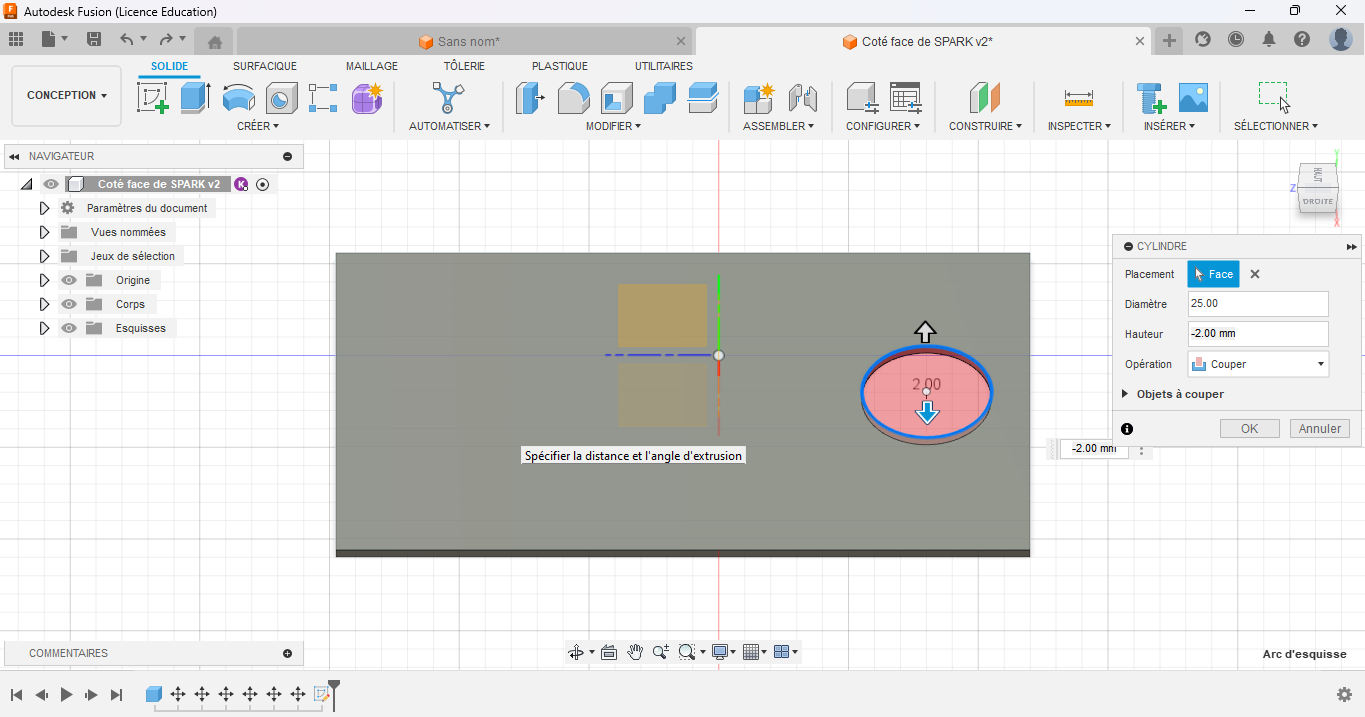 Autodesk Fusion (Licence Education)
Sans nom*
Coté face de SPARK v2*
CONCEPTION
SOLIDE SURFACIQUE MAILLAGE TÔLERIE PLASTIQUE UTILITAIRES
CRÉER AUTOMATISER MODIFIER ASSEMBLER CONFIGURER CONSTRUIRE INSPECTER INSÉRER SÉLECTIONNER
NAVIGATEUR
Coté face de SPARK v2
K
Paramètres du document
Vues nommées
Jeux de sélection
Origine
Corps
Esquisses
Y
HAUT
Z
DROITE
X
CYLINDRE
Placement Face
Diamètre 25.00
Hauteur -2.00 mm
Opération Couper
Objets à couper
OK Annuler
2.00
-2.00 mm
Spécifier la distance et l'angle d'extrusion
COMMENTAIRES
Arc d'esquisse